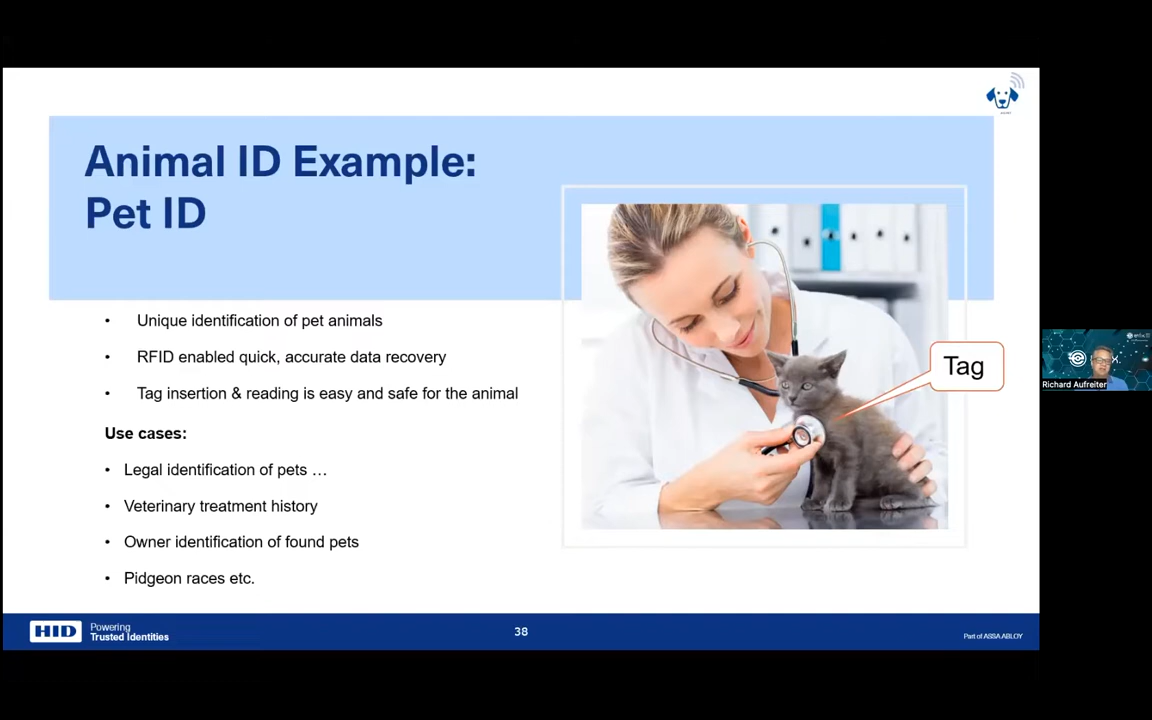 Animal ID Example:
Pet ID
• Unique identification of pet animals
• RFID enabled quick, accurate data recovery
• Tag insertion & reading is easy and safe for the animal
Use cases:
• Legal identification of pets …
• Veterinary treatment history
• Owner identification of found pets
• Pidgeon races etc.
Tag
Richard Aufreiter
HID
Powering
Trusted Identities
38
Part of ASSA ABLOY